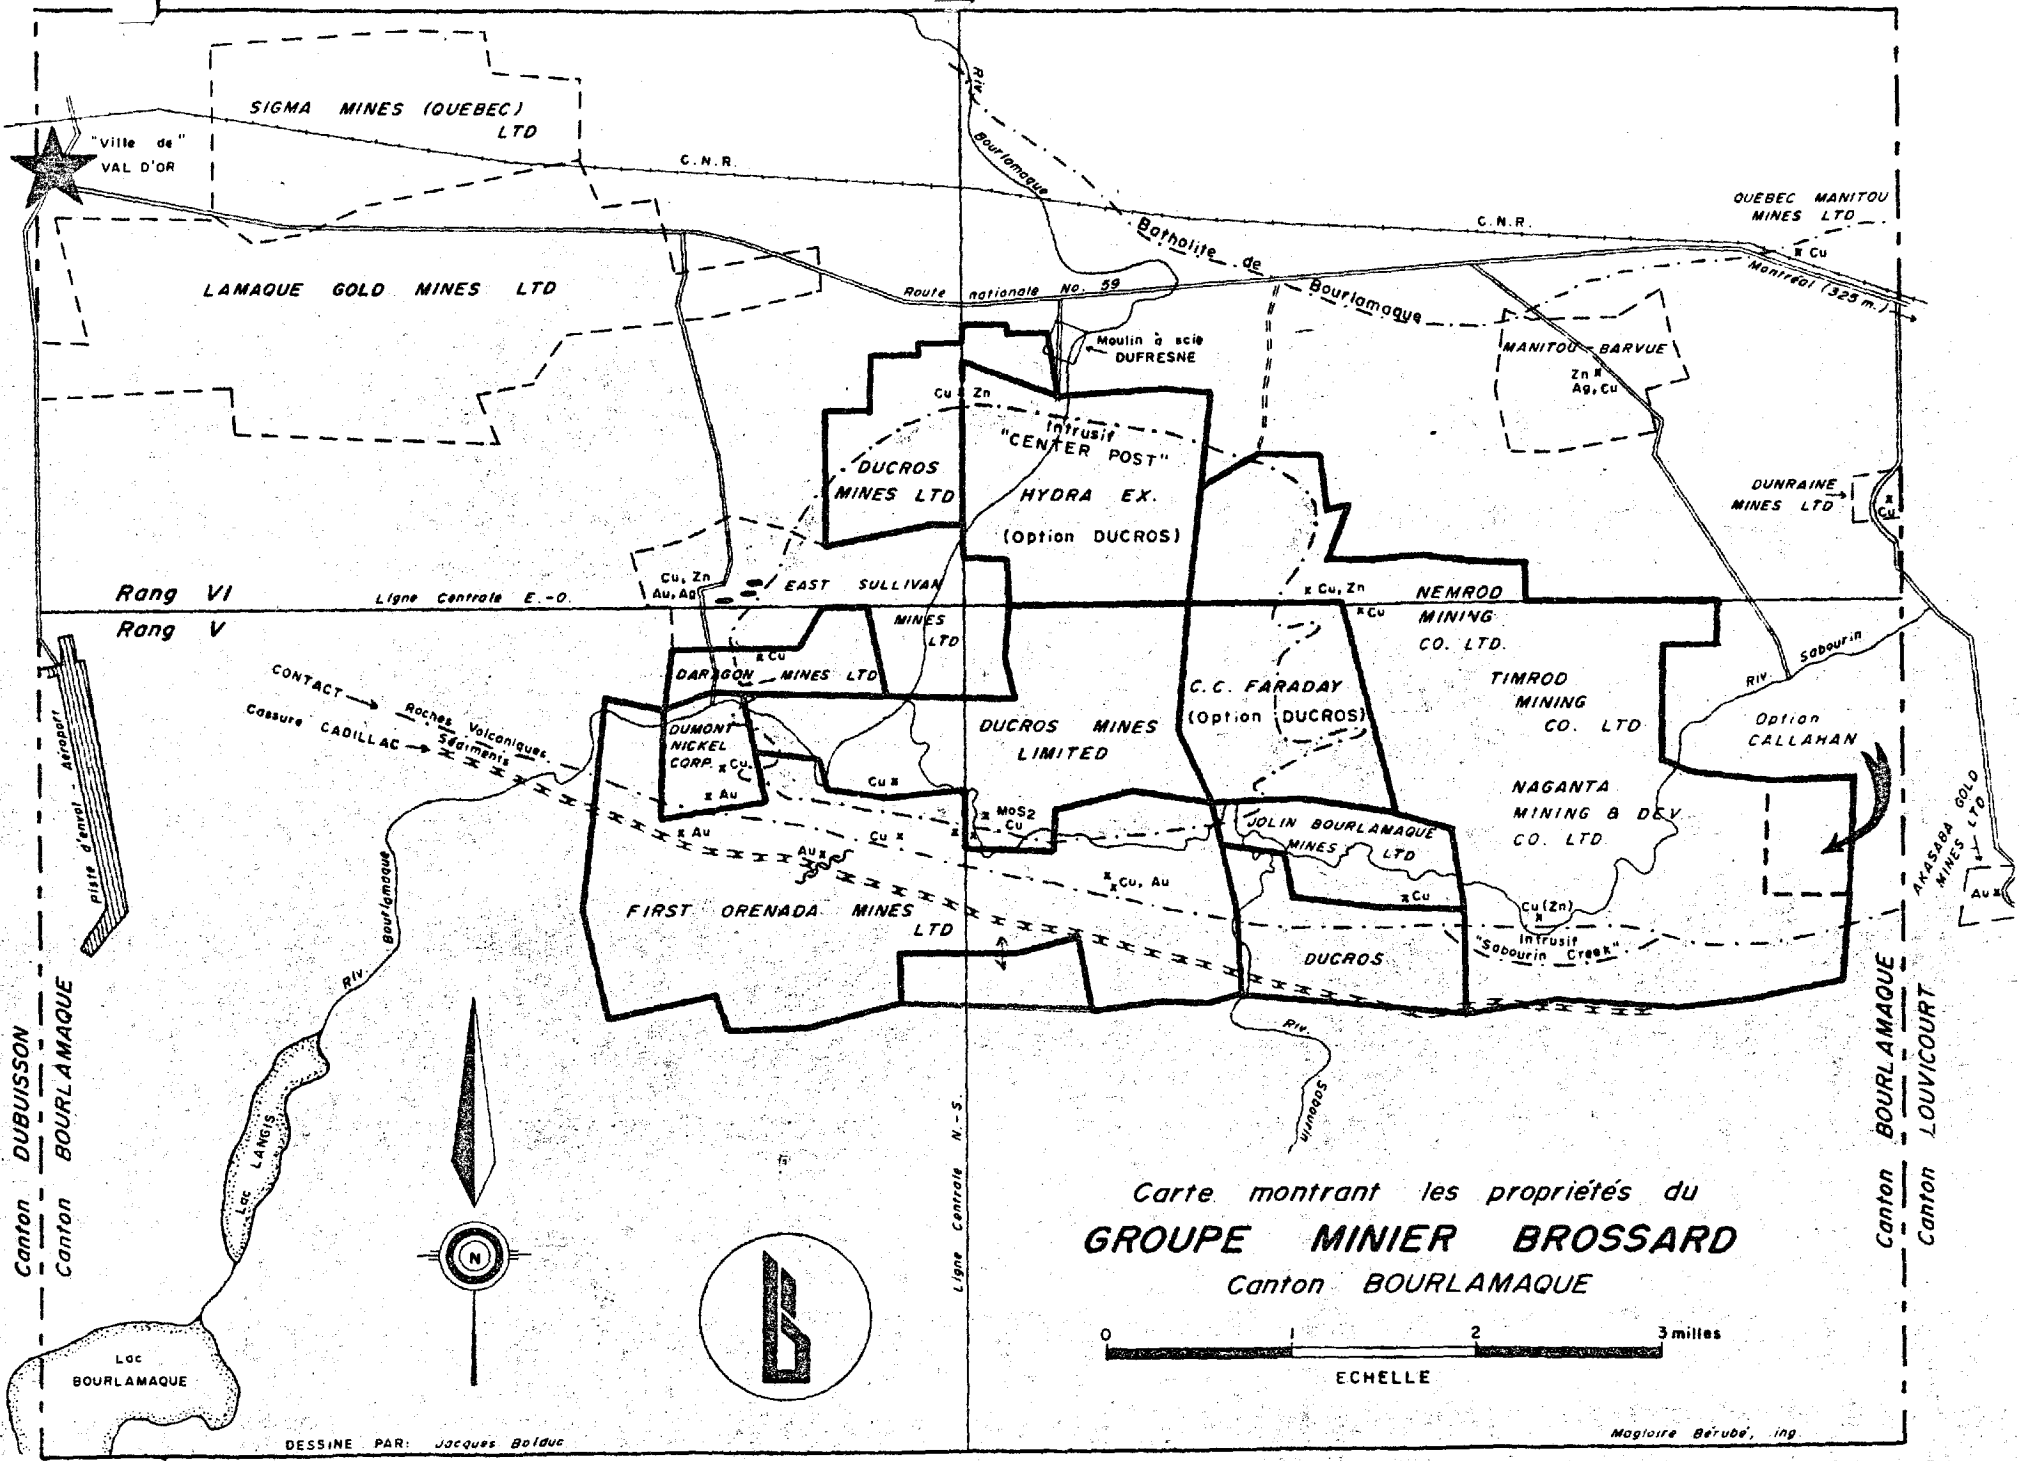 SIGMA MINES (QUEBEC)
LTD
"Ville de"
VAL D'OR
C.N.R.
Riv.
Bourlamaque
QUEBEC MANITOU
MINES LTD
C.N.R.
Cu
Batholite de
Bourlamaque
Montréal (325 m.)
LAMAQUE GOLD MINES LTD
Route nationale No. 59
Moulin à scie
DUFRESNE
MANITOU-BARVUE
Zn
Ag, Cu
Cu Zn
Intrusif
"CENTER POST"
DUCROS
MINES LTD
HYDRA EX.
(Option DUCROS)
DUNRAINE
MINES LTD
Cu
Cu, Zn
Au, Ag
EAST SULLIVAN
MINES
LTD
Rang VI
Ligne Centrale E.-O.
Rang V
Cu, Zn
Cu
NEMROD
MINING
CO. LTD.
Cu
DARAGON MINES LTD
Riv. Sabourin
CONTACT
Roches Volcaniques
Sédiments
Cassure CADILLAC
piste d'envol - Aéroport
C.C. FARADAY
(Option DUCROS)
TIMROD
MINING
CO. LTD
Option
CALLAHAN
DUMONT
NICKEL
CORP.
Cu
Au
DUCROS MINES
LIMITED
Cu
MoS2
Cu
NAGANTA
MINING & DEV
CO. LTD
JOLIN BOURLAMAQUE
MINES LTD
AKASABA GOLD
MINES LTD
Au
Au
Cu
Au
Cu, Au
Cu
Cu (Zn)
Intrusif
"Sabourin Creek"
FIRST ORENADA MINES
LTD
DUCROS
Riv. Bourlamaque
Riv.
Sabourin
Lac LANGIS
Lac
BOURLAMAQUE
Canton DUBUISSON
Canton BOURLAMAQUE
Canton BOURLAMAQUE
Canton LOUVICOURT
N
Ligne Centrale N.-S.
Carte montrant les propriétés du
GROUPE MINIER BROSSARD
Canton BOURLAMAQUE
0 1 2 3 milles
ECHELLE
DESSINE PAR: Jacques Bolduc
Magloire Bérubé, ing.